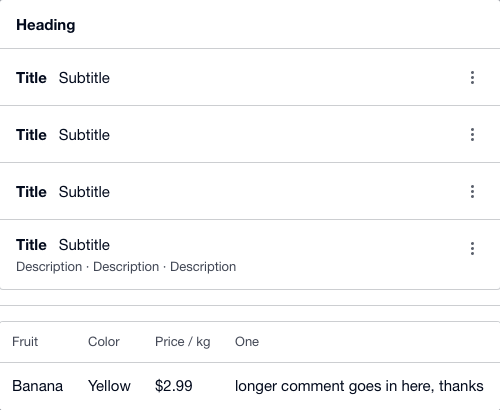 Heading
Title Subtitle
Title Subtitle
Title Subtitle
Title Subtitle
Description · Description · Description
Fruit Color Price / kg One
Banana Yellow $2.99 longer comment goes in here, thanks